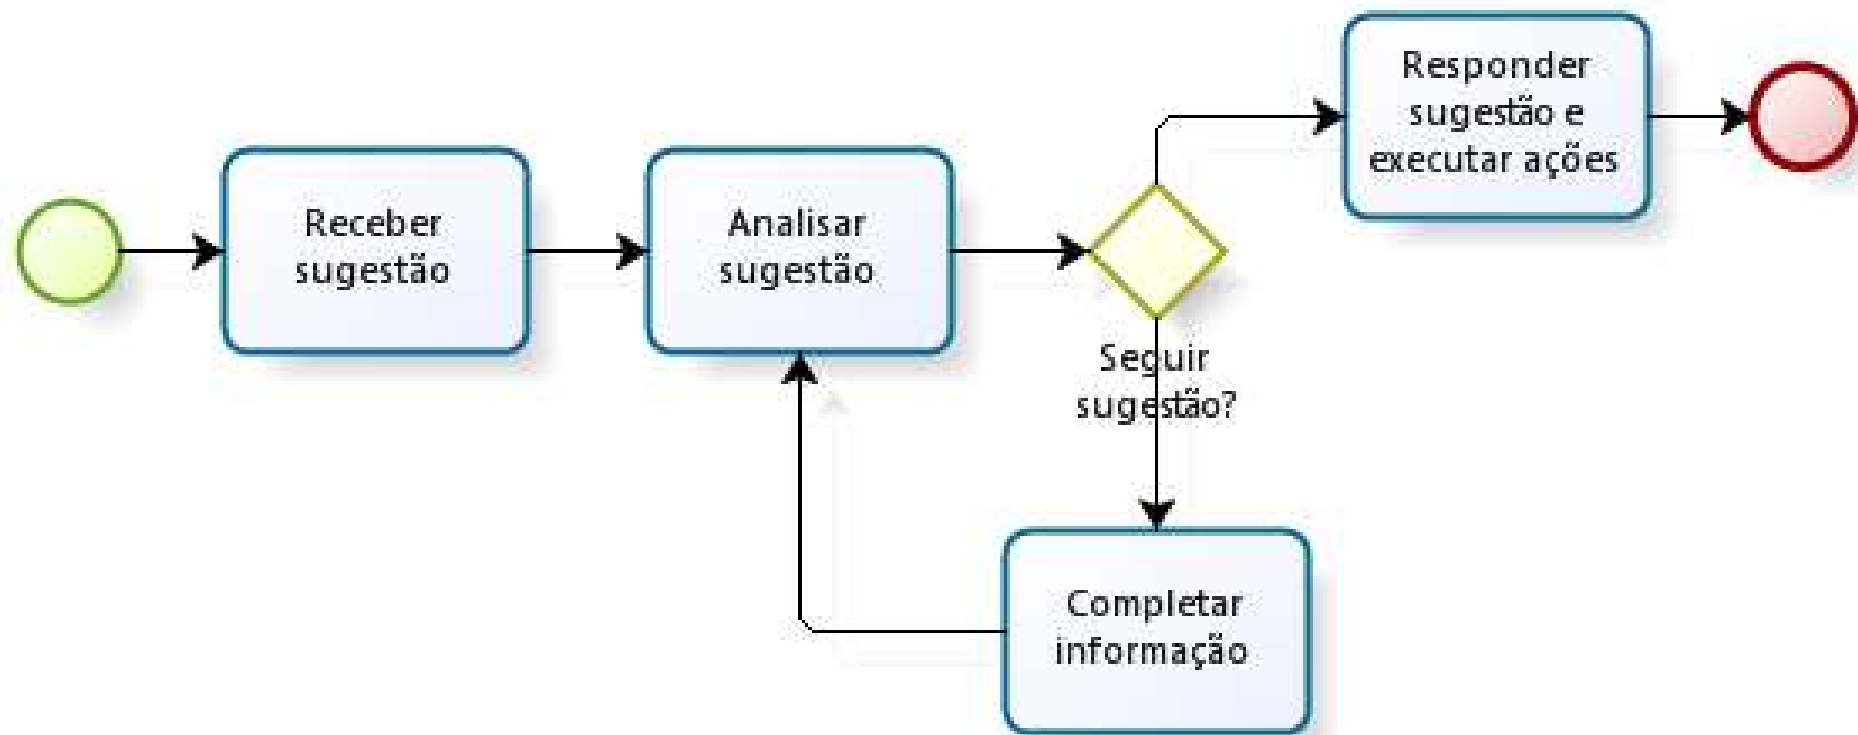 Receber
sugestão
Analisar
sugestão
Seguir
sugestão?
Responder
sugestão e
executar ações
Completar
informação